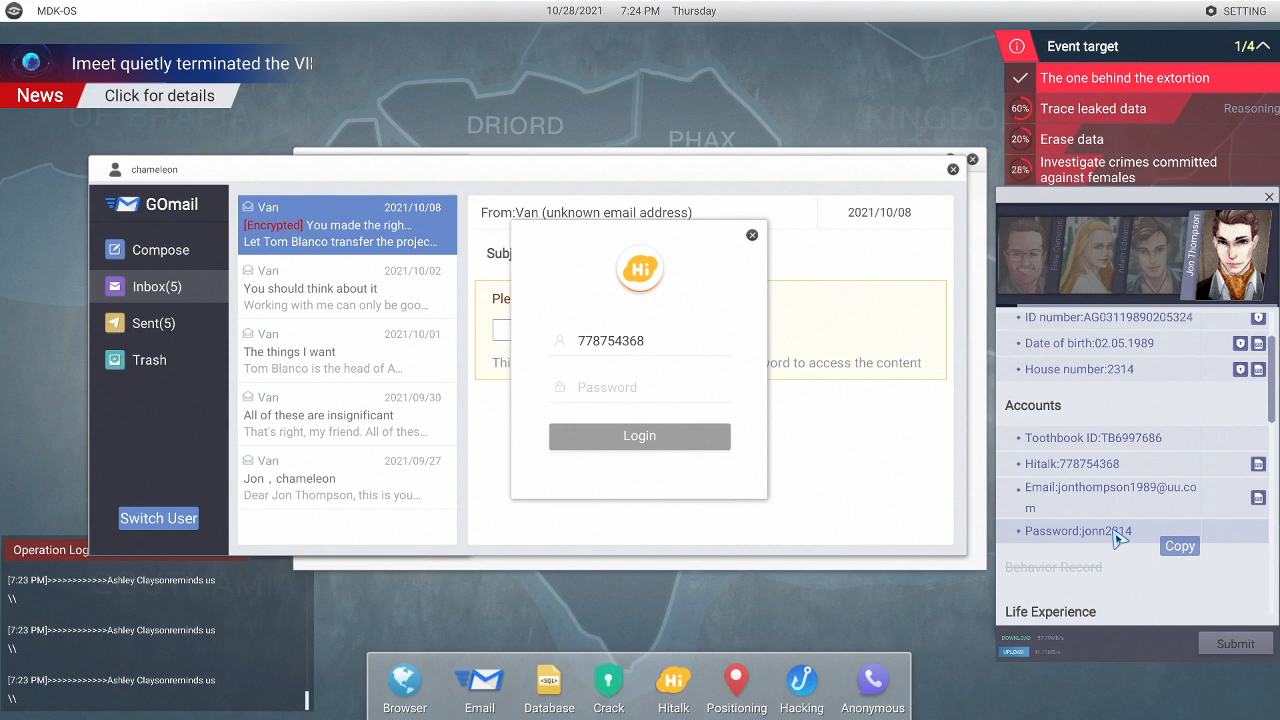 MDK-OS
10/28/2021 7:24 PM Thursday
SETTING
Imeet quietly terminated the VI
News
Click for details
DRIORD
PHAX
KINGDO
Event target
1/4
The one behind the extortion
60%
Trace leaked data
Reasoning
20%
Erase data
28%
Investigate crimes committed
against females
chameleon
GOmail
Compose
Inbox(5)
Sent(5)
Trash
Switch User
Van 2021/10/08
[Encrypted] You made the righ...
Let Tom Blanco transfer the projec...
Van 2021/10/02
You should think about it
Working with me can only be goo...
Van 2021/10/01
The things I want
Tom Blanco is the head of A...
Van 2021/09/30
All of these are insignificant
That's right, my friend. All of thes...
Van 2021/09/27
Jon，chameleon
Dear Jon Thompson, this is you...
From:Van (unknown email address)
2021/10/08
Subj
Ple
Thi
word to access the content
Hi
778754368
Password
Login
Jon Thompson
• ID number:AG03119890205324
• Date of birth:02.05.1989
• House number:2314
Accounts
• Toothbook ID:TB6997686
• Hitalk:778754368
• Email:jonthompson1989@uu.co
m
• Password:jonn2314
Copy
Behavior Record
Life Experience
DOWNLOAD
UPLOAD
Submit
Operation Log
[7:23 PM]>>>>>>>>>>>>Ashley Claysonreminds us
\\
[7:23 PM]>>>>>>>>>>>>Ashley Claysonreminds us
\\
[7:23 PM]>>>>>>>>>>>>Ashley Claysonreminds us
\\
<SQL>
Hi
Browser
Email
Database
Crack
Hitalk
Positioning
Hacking
Anonymous